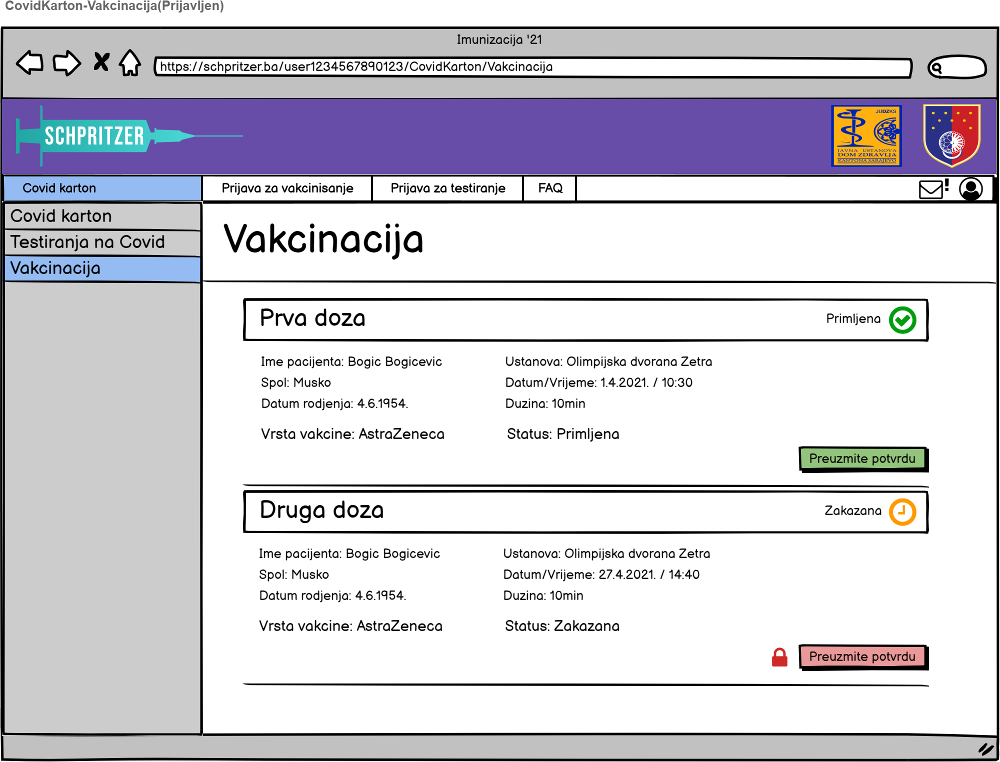 CovidKarton-Vakcinacija(Prijavljen)
Imunizacija '21
https://schpritzer.ba/user1234567890123/CovidKarton/Vakcinacija
SCHPRITZER
JUDZKS
JAVNA USTANOVA
DOM ZDRAVLJA
KANTONA SARAJEVO
Covid karton
Prijava za vakcinisanje
Prijava za testiranje
FAQ
Covid karton
Testiranja na Covid
Vakcinacija
Vakcinacija
Prva doza
Primljena
Ime pacijenta: Bogic Bogicevic
Ustanova: Olimpijska dvorana Zetra
Spol: Musko
Datum/Vrijeme: 1.4.2021. / 10:30
Datum rodjenja: 4.6.1954.
Duzina: 10min
Vrsta vakcine: AstraZeneca
Status: Primljena
Preuzmite potvrdu
Druga doza
Zakazana
Ime pacijenta: Bogic Bogicevic
Ustanova: Olimpijska dvorana Zetra
Spol: Musko
Datum/Vrijeme: 27.4.2021. / 14:40
Datum rodjenja: 4.6.1954.
Duzina: 10min
Vrsta vakcine: AstraZeneca
Status: Zakazana
Preuzmite potvrdu